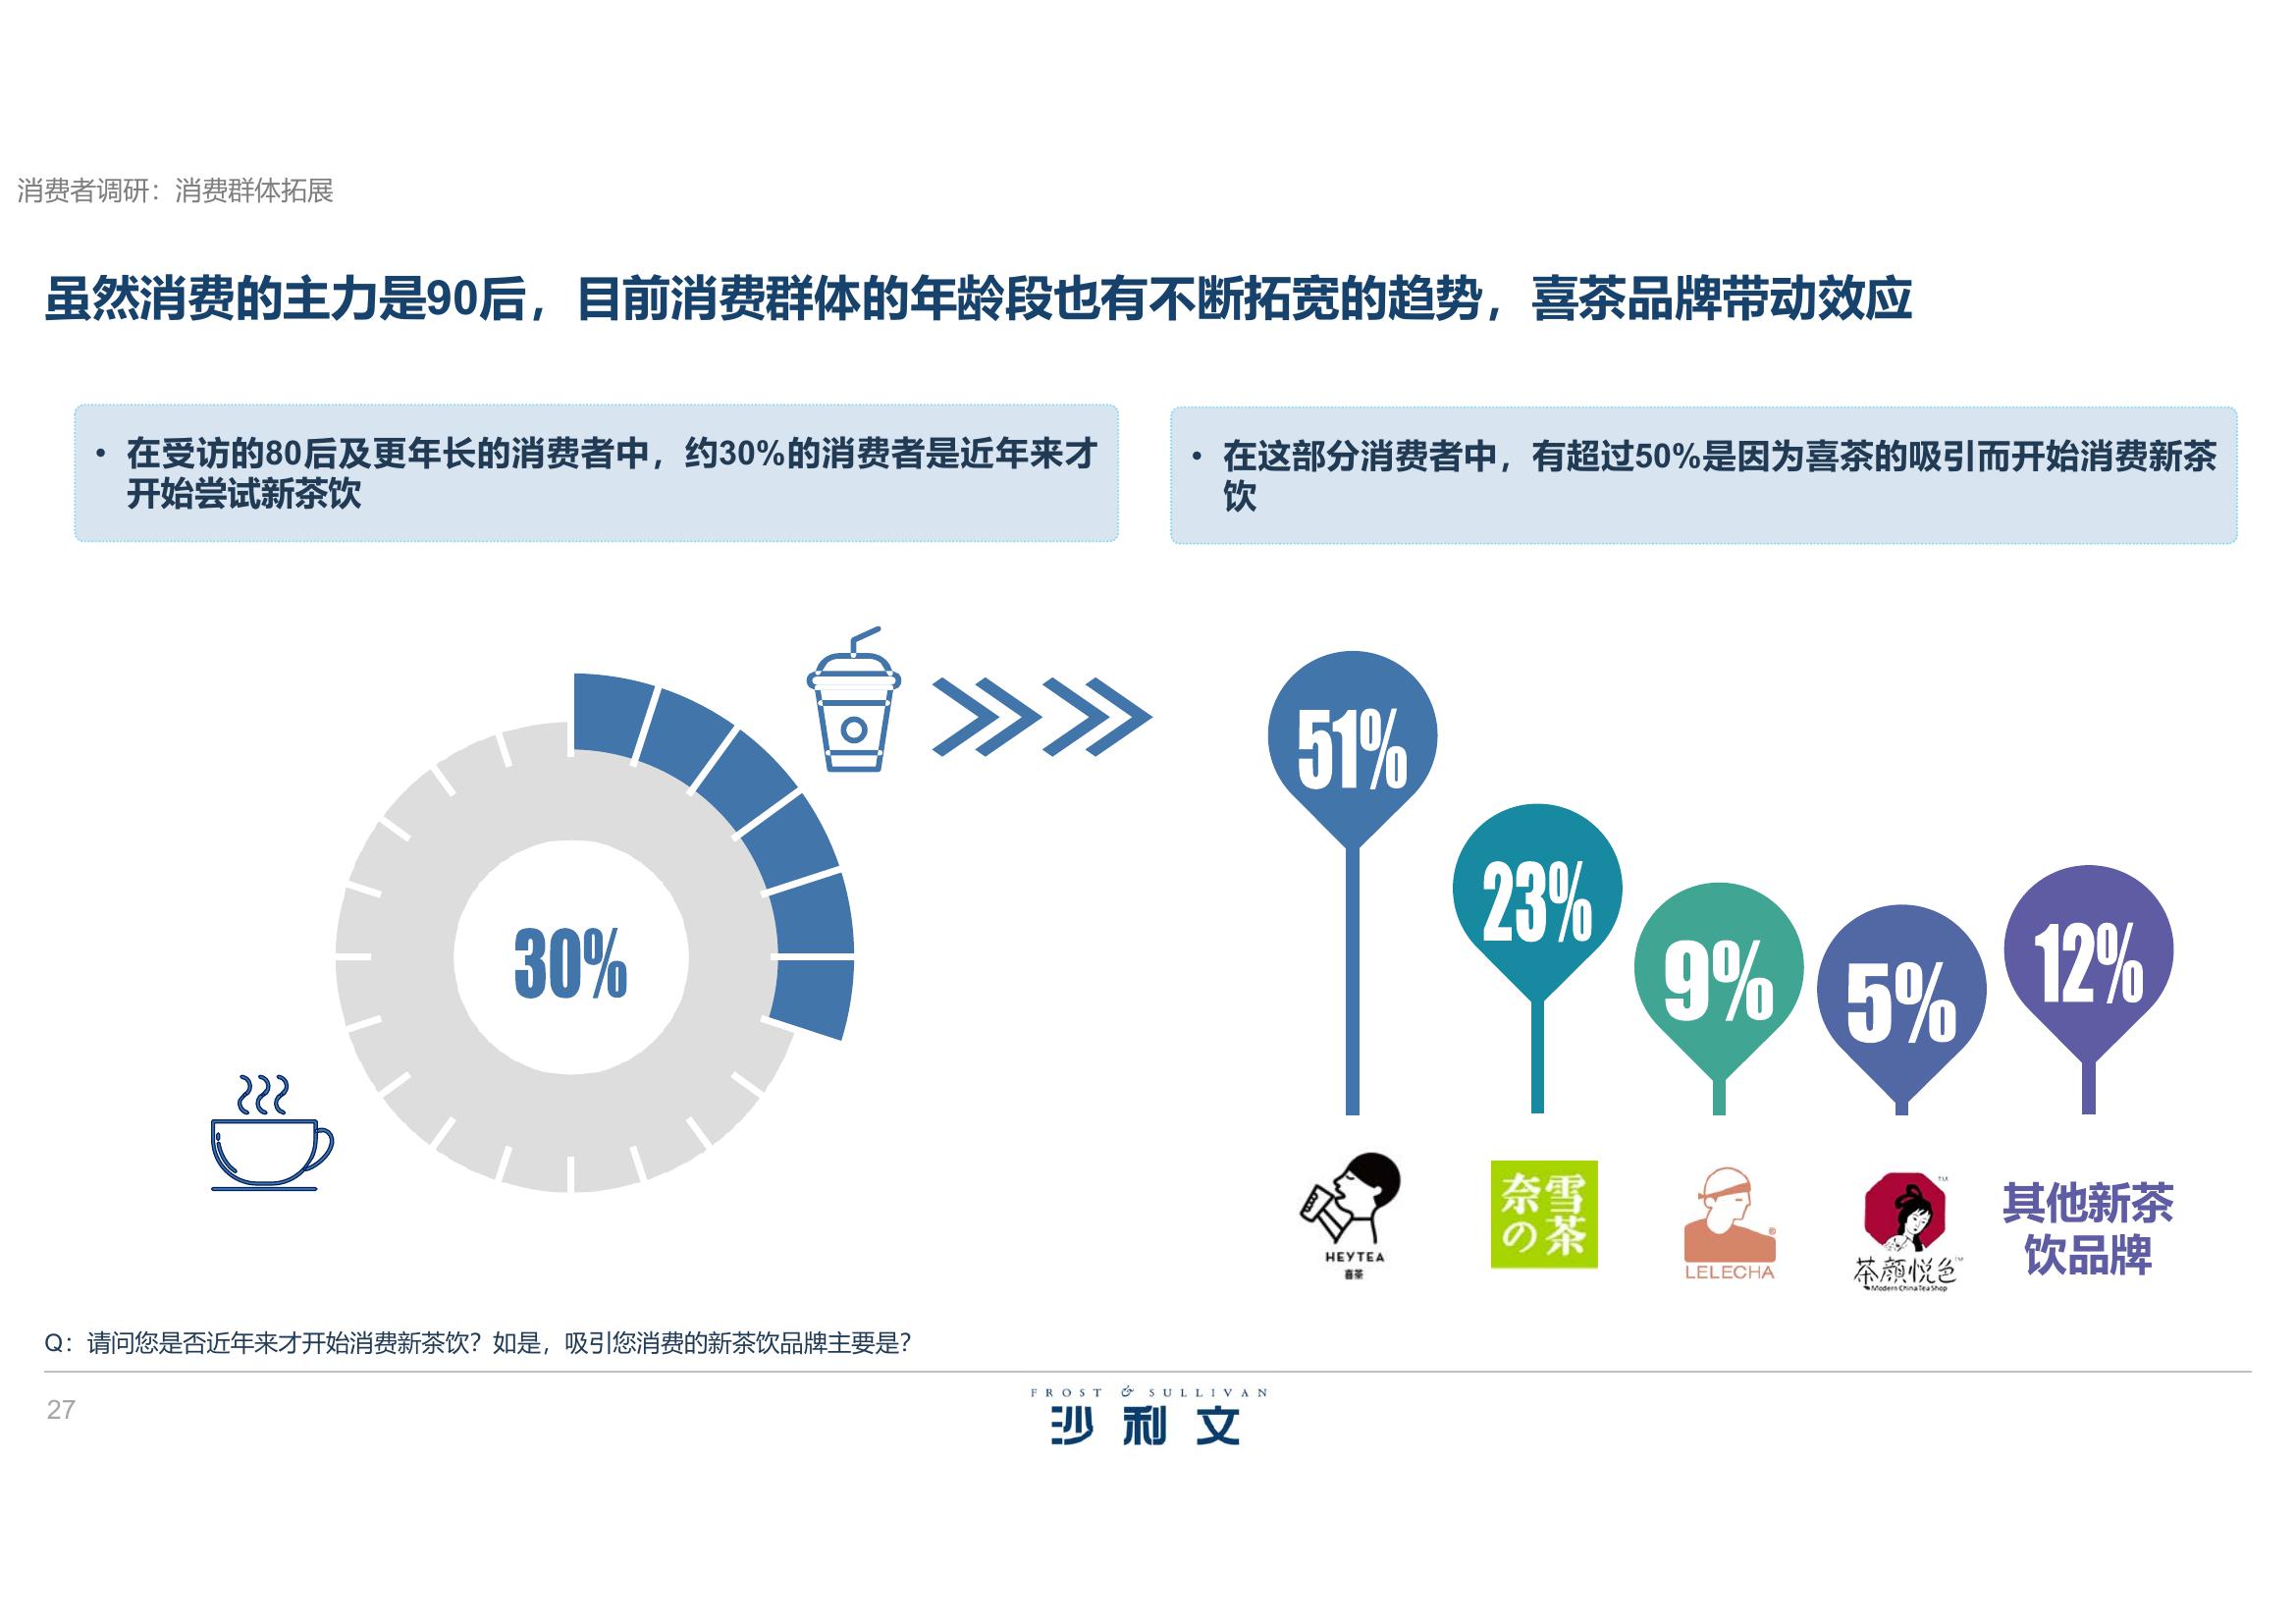 消费者调研：消费群体拓展
虽然消费的主力是90后，目前消费群体的年龄段也有不断拓宽的趋势，喜茶品牌带动效应
• 在受访的80后及更年长的消费者中，约30%的消费者是近年来才
开始尝试新茶饮
• 在这部分消费者中，有超过50%是因为喜茶的吸引而开始消费新茶
饮
30%
51%
23%
9%
5%
12%
HEYTEA
喜茶
奈雪
の茶
LELECHA
®
TM
茶颜悦色
TM
Modern China Tea Shop
其他新茶
饮品牌
Q：请问您是否近年来才开始消费新茶饮？如是，吸引您消费的新茶饮品牌主要是？
27
FROST & SULLIVAN
沙利文